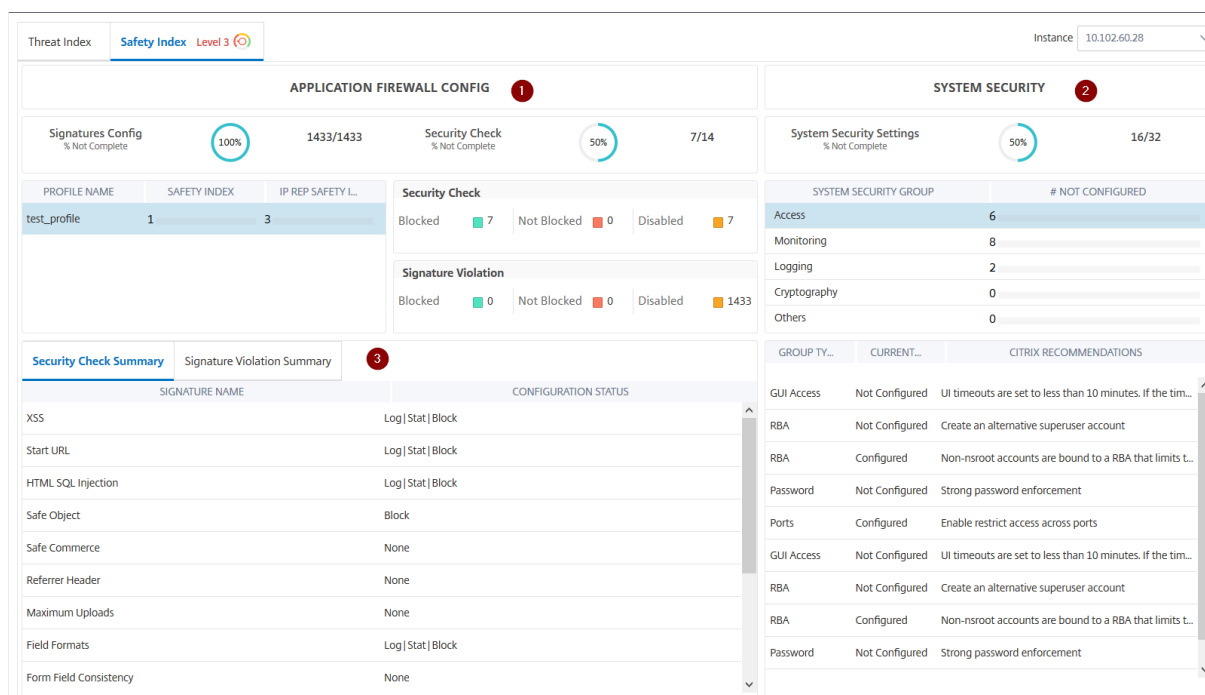 Threat Index
Safety Index Level 3
Instance 10.102.60.28
APPLICATION FIREWALL CONFIG 1
Signatures Config
% Not Complete
100%
1433/1433
Security Check
% Not Complete
50%
7/14
PROFILE NAME SAFETY INDEX IP REP SAFETY I...
test_profile 1 3
Security Check
Blocked 7 Not Blocked 0 Disabled 7
Signature Violation
Blocked 0 Not Blocked 0 Disabled 1433
SYSTEM SECURITY 2
System Security Settings
% Not Complete
50%
16/32
SYSTEM SECURITY GROUP # NOT CONFIGURED
Access 6
Monitoring 8
Logging 2
Cryptography 0
Others 0
Security Check Summary Signature Violation Summary 3
SIGNATURE NAME CONFIGURATION STATUS
XSS Log|Stat|Block
Start URL Log|Stat|Block
HTML SQL Injection Log|Stat|Block
Safe Object Block
Safe Commerce None
Referrer Header None
Maximum Uploads None
Field Formats Log|Stat|Block
Form Field Consistency None
GROUP TY... CURRENT... CITRIX RECOMMENDATIONS
GUI Access Not Configured UI timeouts are set to less than 10 minutes. If the tim...
RBA Not Configured Create an alternative superuser account
RBA Configured Non-nsroot accounts are bound to a RBA that limits t...
Password Not Configured Strong password enforcement
Ports Configured Enable restrict access across ports
GUI Access Not Configured UI timeouts are set to less than 10 minutes. If the tim...
RBA Not Configured Create an alternative superuser account
RBA Configured Non-nsroot accounts are bound to a RBA that limits t...
Password Not Configured Strong password enforcement